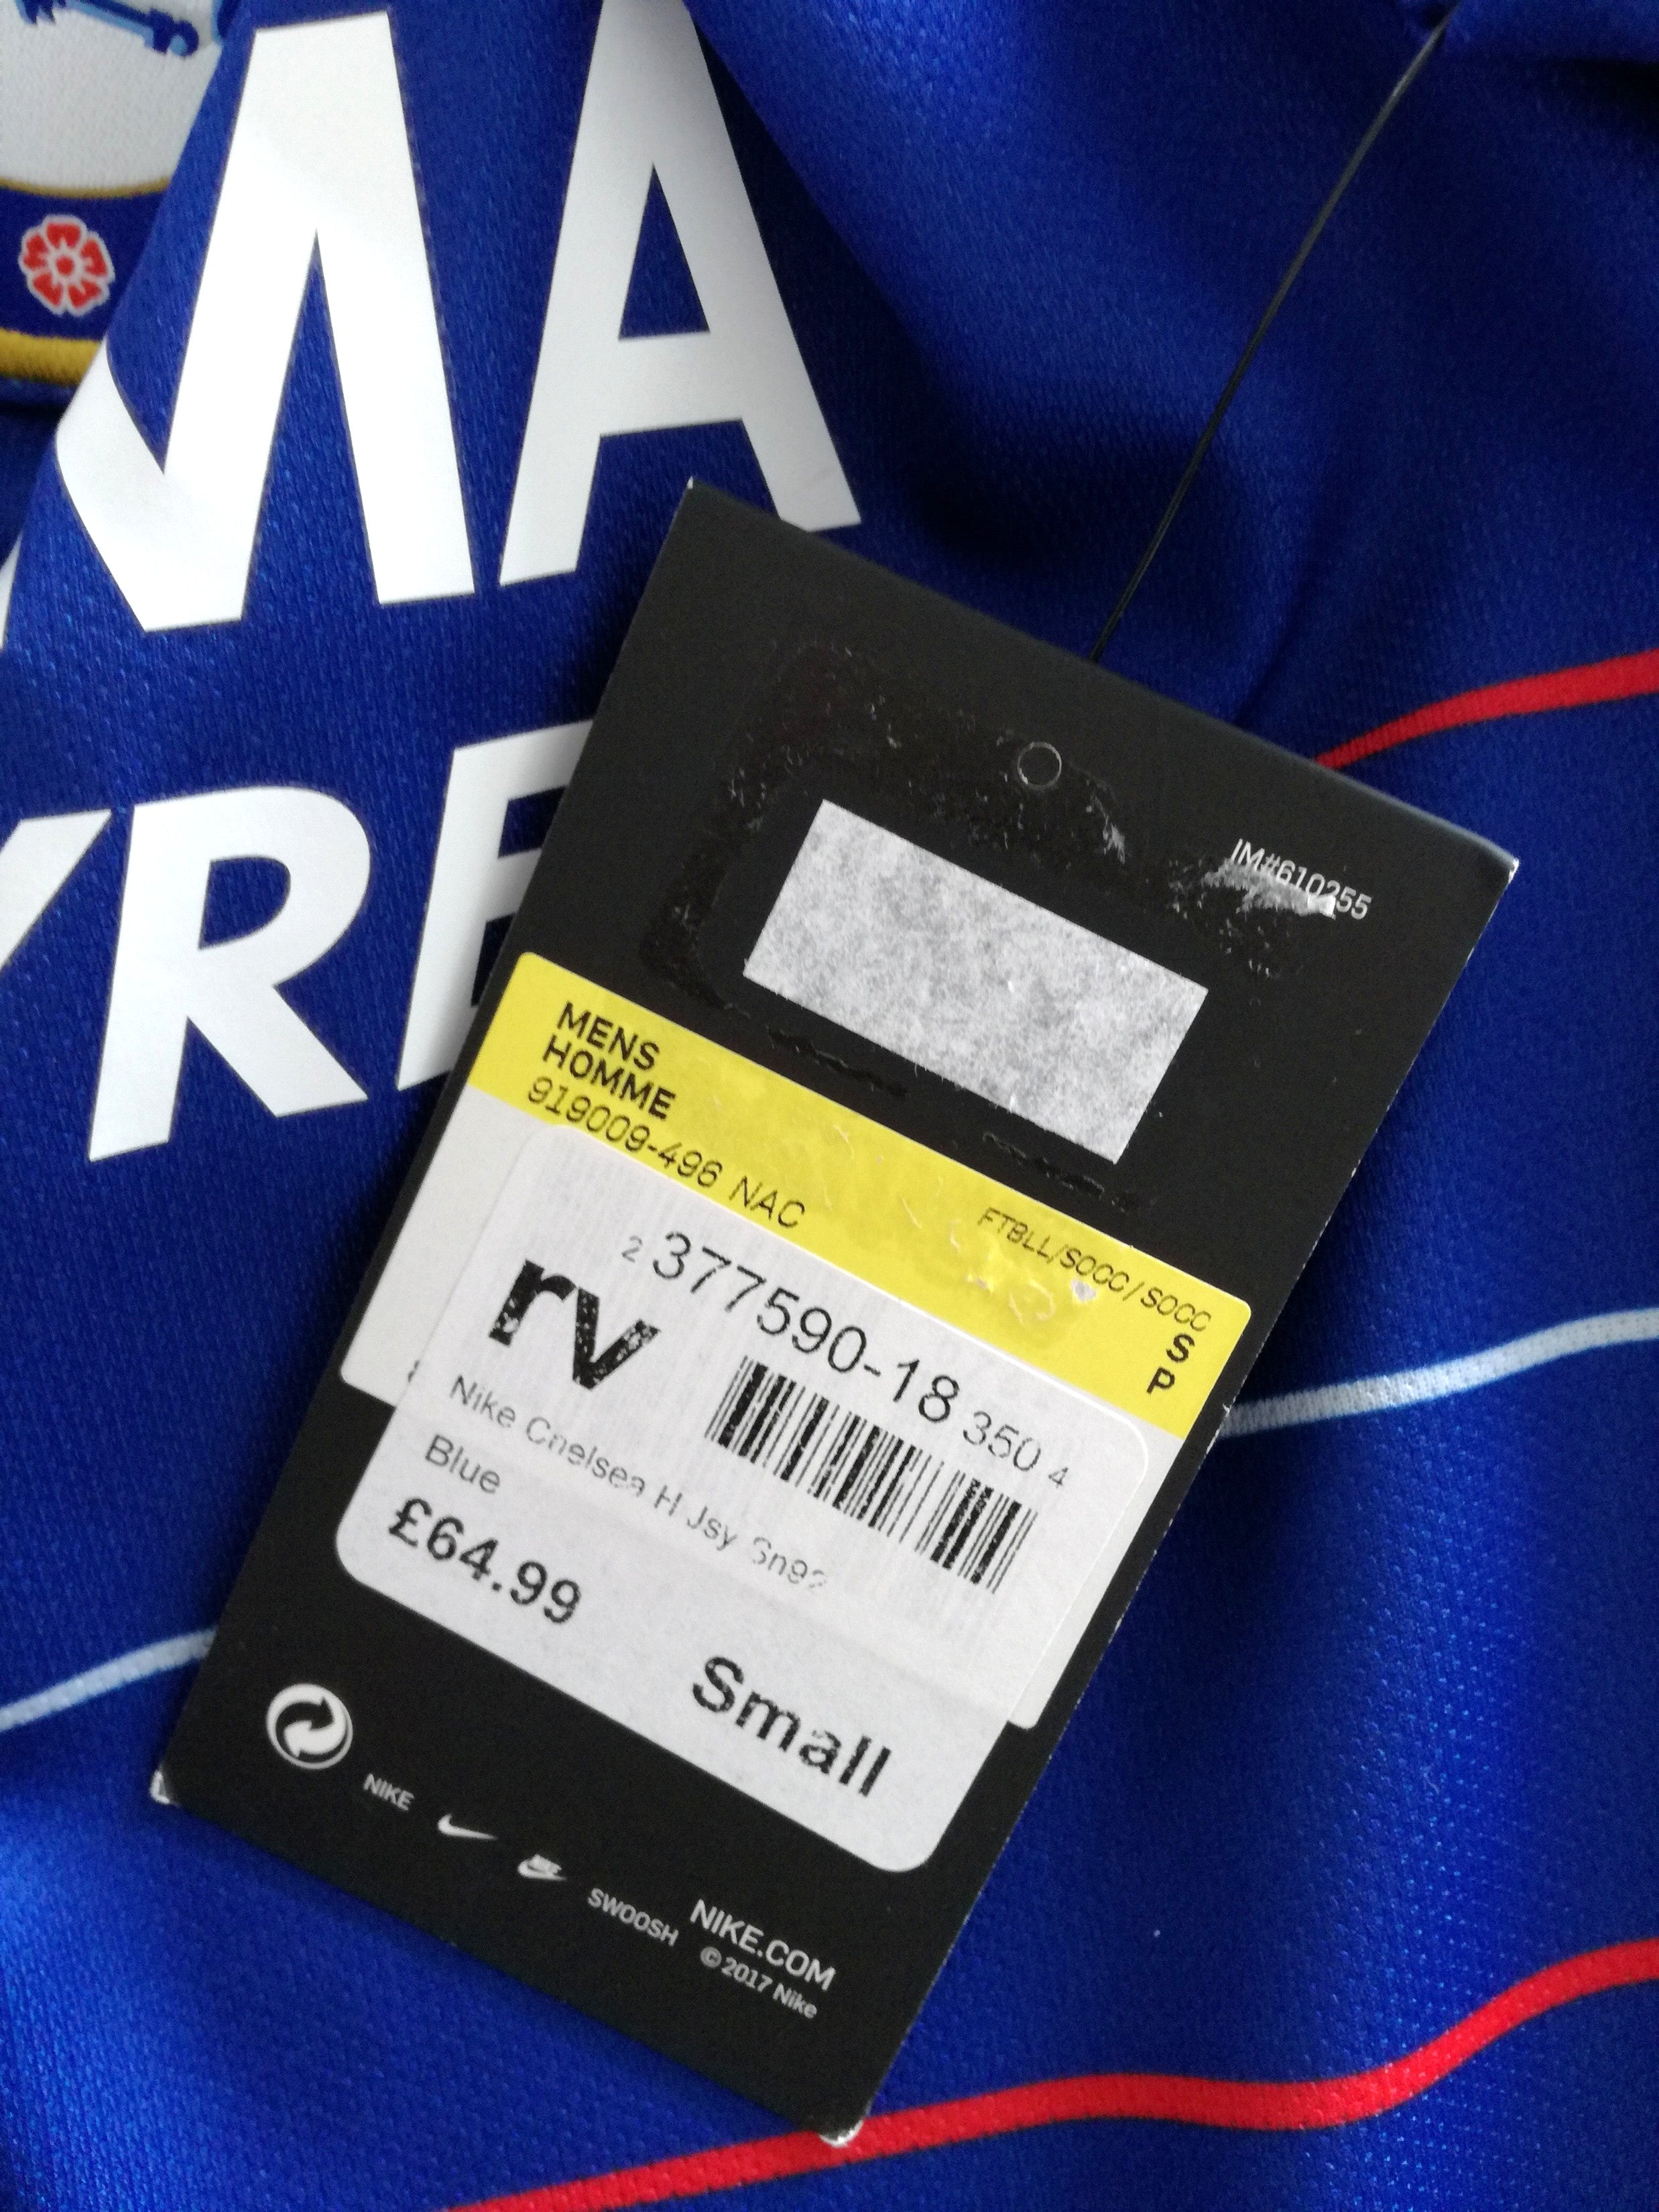 MA
YRE
IM#610255
MENS
HOMME
919009-496 NAC
FTBLL/SOCC/SOCC
S
P
2 377590-18 350 4
rv
Nike Chelsea H Jsy Sn92
Blue
£64.99
Small
NIKE
SWOOSH
NIKE.COM
© 2017 Nike